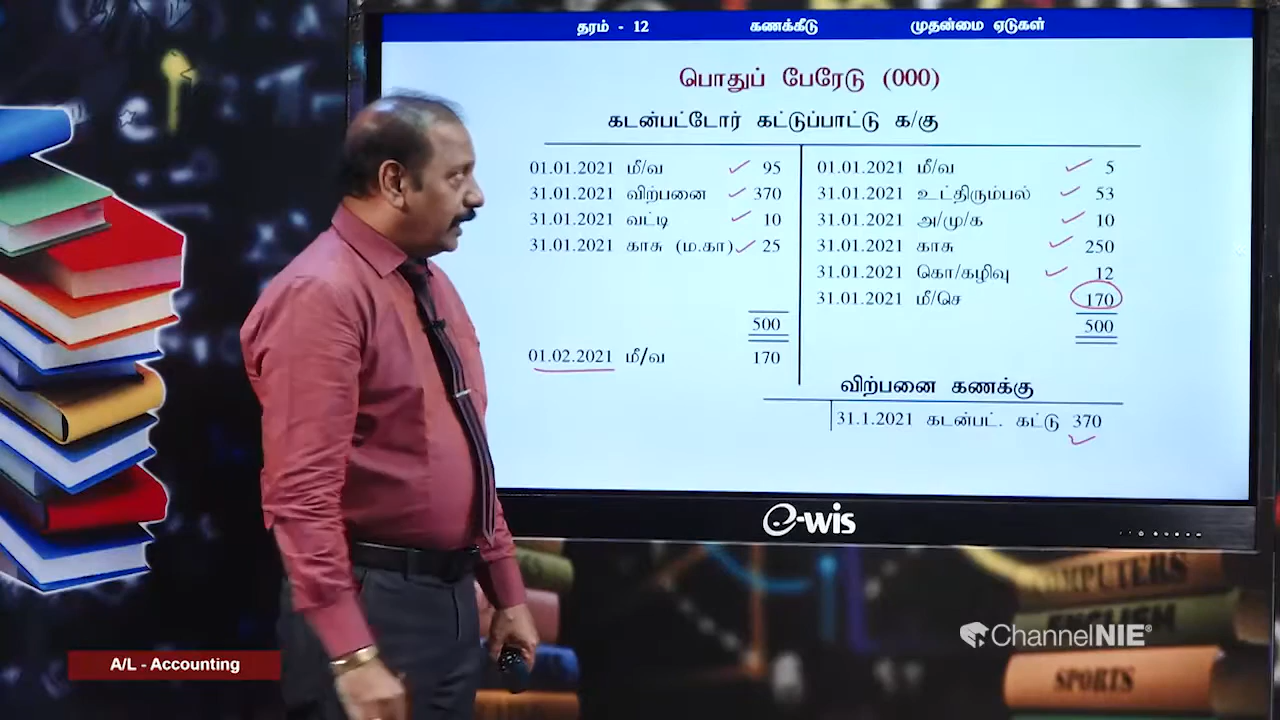 தரம் - 12 கணக்கீடு முதன்மை ஏடுகள்
பொதுப் பேரேடு (000)
கடன்பட்டோர் கட்டுப்பாட்டு க/கு
01.01.2021 மீ/வ 95 01.01.2021 மீ/வ 5
31.01.2021 விற்பனை 370 31.01.2021 உட்திரும்பல் 53
31.01.2021 வட்டி 10 31.01.2021 அ/மு/க 10
31.01.2021 காசு (ம.கா) 25 31.01.2021 காசு 250
31.01.2021 கொ/கழிவு 12
31.01.2021 மீ/செ 170
500 500
01.02.2021 மீ/வ 170
விற்பனை கணக்கு
31.1.2021 கடன்பட். கட்டு 370
e-wis
COMPUTERS
ENGLISH
ChannelNIE®
SPORTS
A/L - Accounting